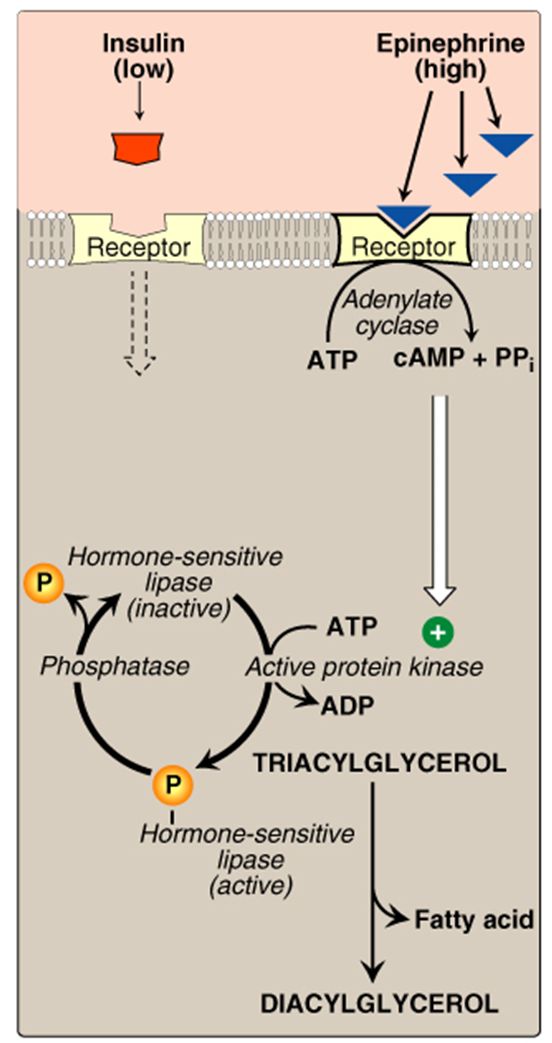 Insulin
(low)
Epinephrine
(high)
Receptor
Receptor
Adenylate
cyclase
ATP
cAMP + PPi
Hormone-sensitive
lipase
(inactive)
P
ATP
+
Phosphatase
Active protein kinase
ADP
TRIACYLGLYCEROL
P
Hormone-sensitive
lipase
(active)
Fatty acid
DIACYLGLYCEROL